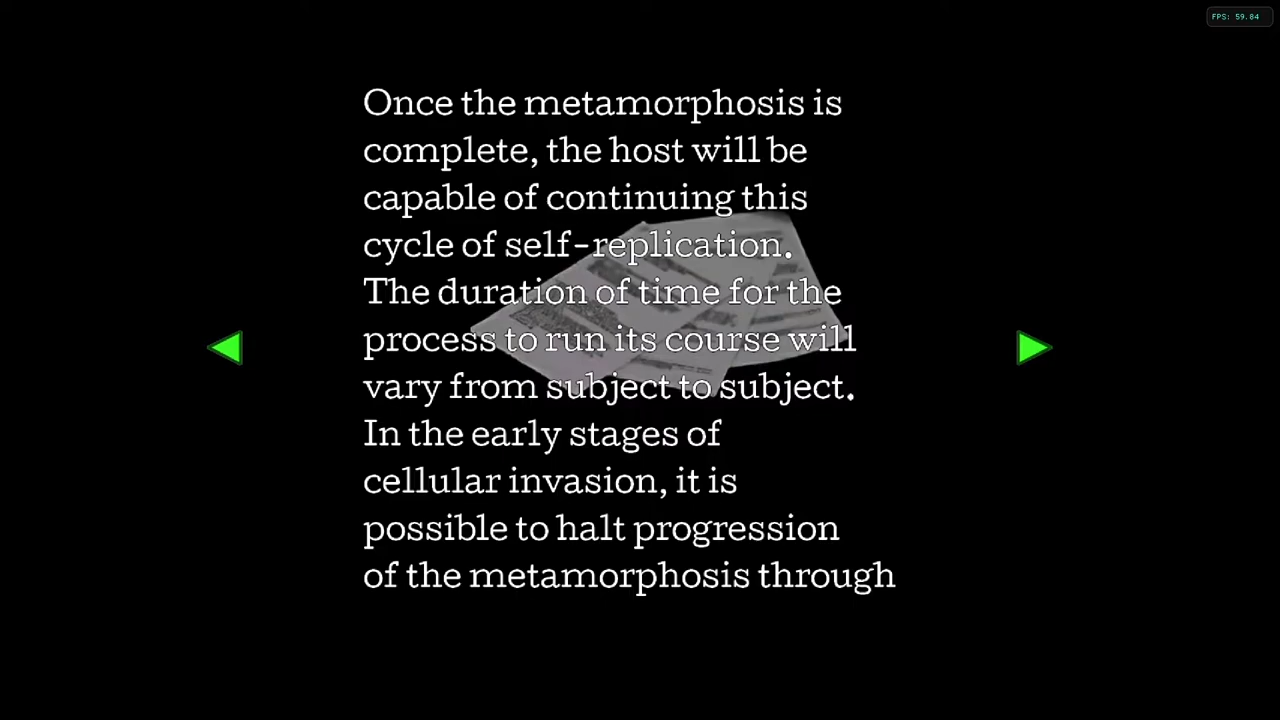 FPS: 59.84
Once the metamorphosis is
complete, the host will be
capable of continuing this
cycle of self-replication.
The duration of time for the
process to run its course will
vary from subject to subject.
In the early stages of
cellular invasion, it is
possible to halt progression
of the metamorphosis through